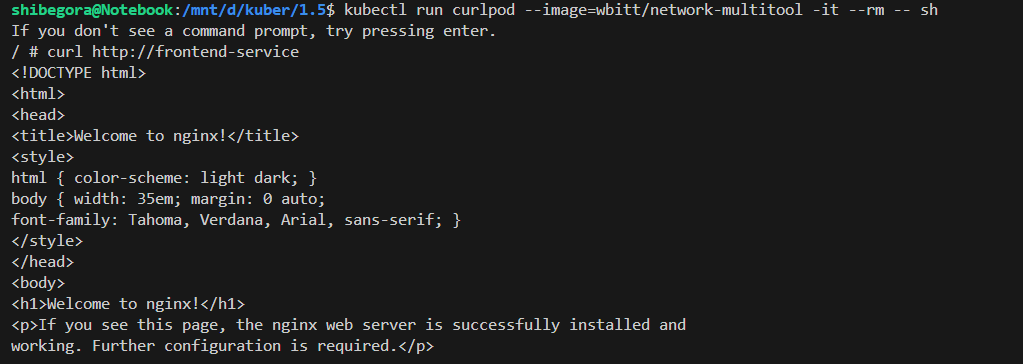 shibegora@Notebook:/mnt/d/kuber/1.5$ kubectl run curlpod --image=wbitt/network-multitool -it --rm -- sh
If you don't see a command prompt, try pressing enter.
/ # curl http://frontend-service
<!DOCTYPE html>
<html>
<head>
<title>Welcome to nginx!</title>
<style>
html { color-scheme: light dark; }
body { width: 35em; margin: 0 auto;
font-family: Tahoma, Verdana, Arial, sans-serif; }
</style>
</head>
<body>
<h1>Welcome to nginx!</h1>
<p>If you see this page, the nginx web server is successfully installed and
working. Further configuration is required.</p>